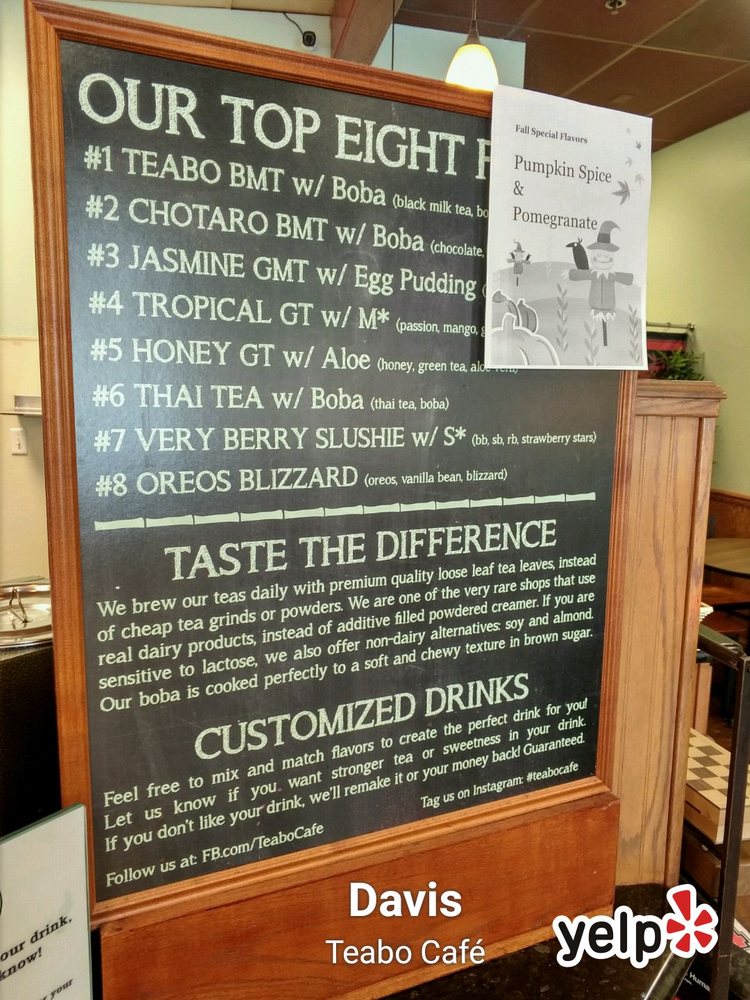 OUR TOP EIGHT
#1 TEABO BMT w/ Boba (black milk tea,
#2 CHOTARO BMT w/ Boba (chocolate,
#3 JASMINE GMT w/ Egg Pudding
#4 TROPICAL GT w/ M* (passion, mango,
#5 HONEY GT w/ Aloe (honey, green tea, aloe vera)
#6 THAI TEA w/ Boba (thai tea, boba)
#7 VERY BERRY SLUSHIE w/ S* (bb, sb, rb, strawberry stars)
#8 OREOS BLIZZARD (oreos, vanilla bean, blizzard)
Fall Special Flavors
Pumpkin Spice
&
Pomegranate
TASTE THE DIFFERENCE
We brew our teas daily with premium quality loose leaf tea leaves, instead
of cheap tea grinds or powders. We are one of the very rare shops that use
real dairy products, instead of additive filled powdered creamer. If you are
sensitive to lactose, we also offer non-dairy alternatives: soy and almond.
Our boba is cooked perfectly to a soft and chewy texture in brown sugar.
CUSTOMIZED DRINKS
Feel free to mix and match flavors to create the perfect drink for you!
Let us know if you want stronger tea or sweetness in your drink.
If you don't like your drink, we'll remake it or your money back! Guaranteed.
Tag us on Instagram: #teabocafe
Follow us at: FB.com/TeaboCafe
our drink,
know!
your
Davis
Teabo Café
yelp